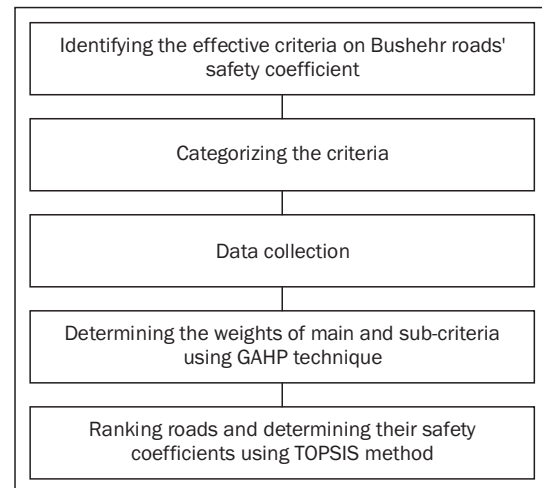 Identifying the effective criteria on Bushehr roads'
safety coefficient
Categorizing the criteria
Data collection
Determining the weights of main and sub-criteria
using GAHP technique
Ranking roads and determining their safety
coefficients using TOPSIS method